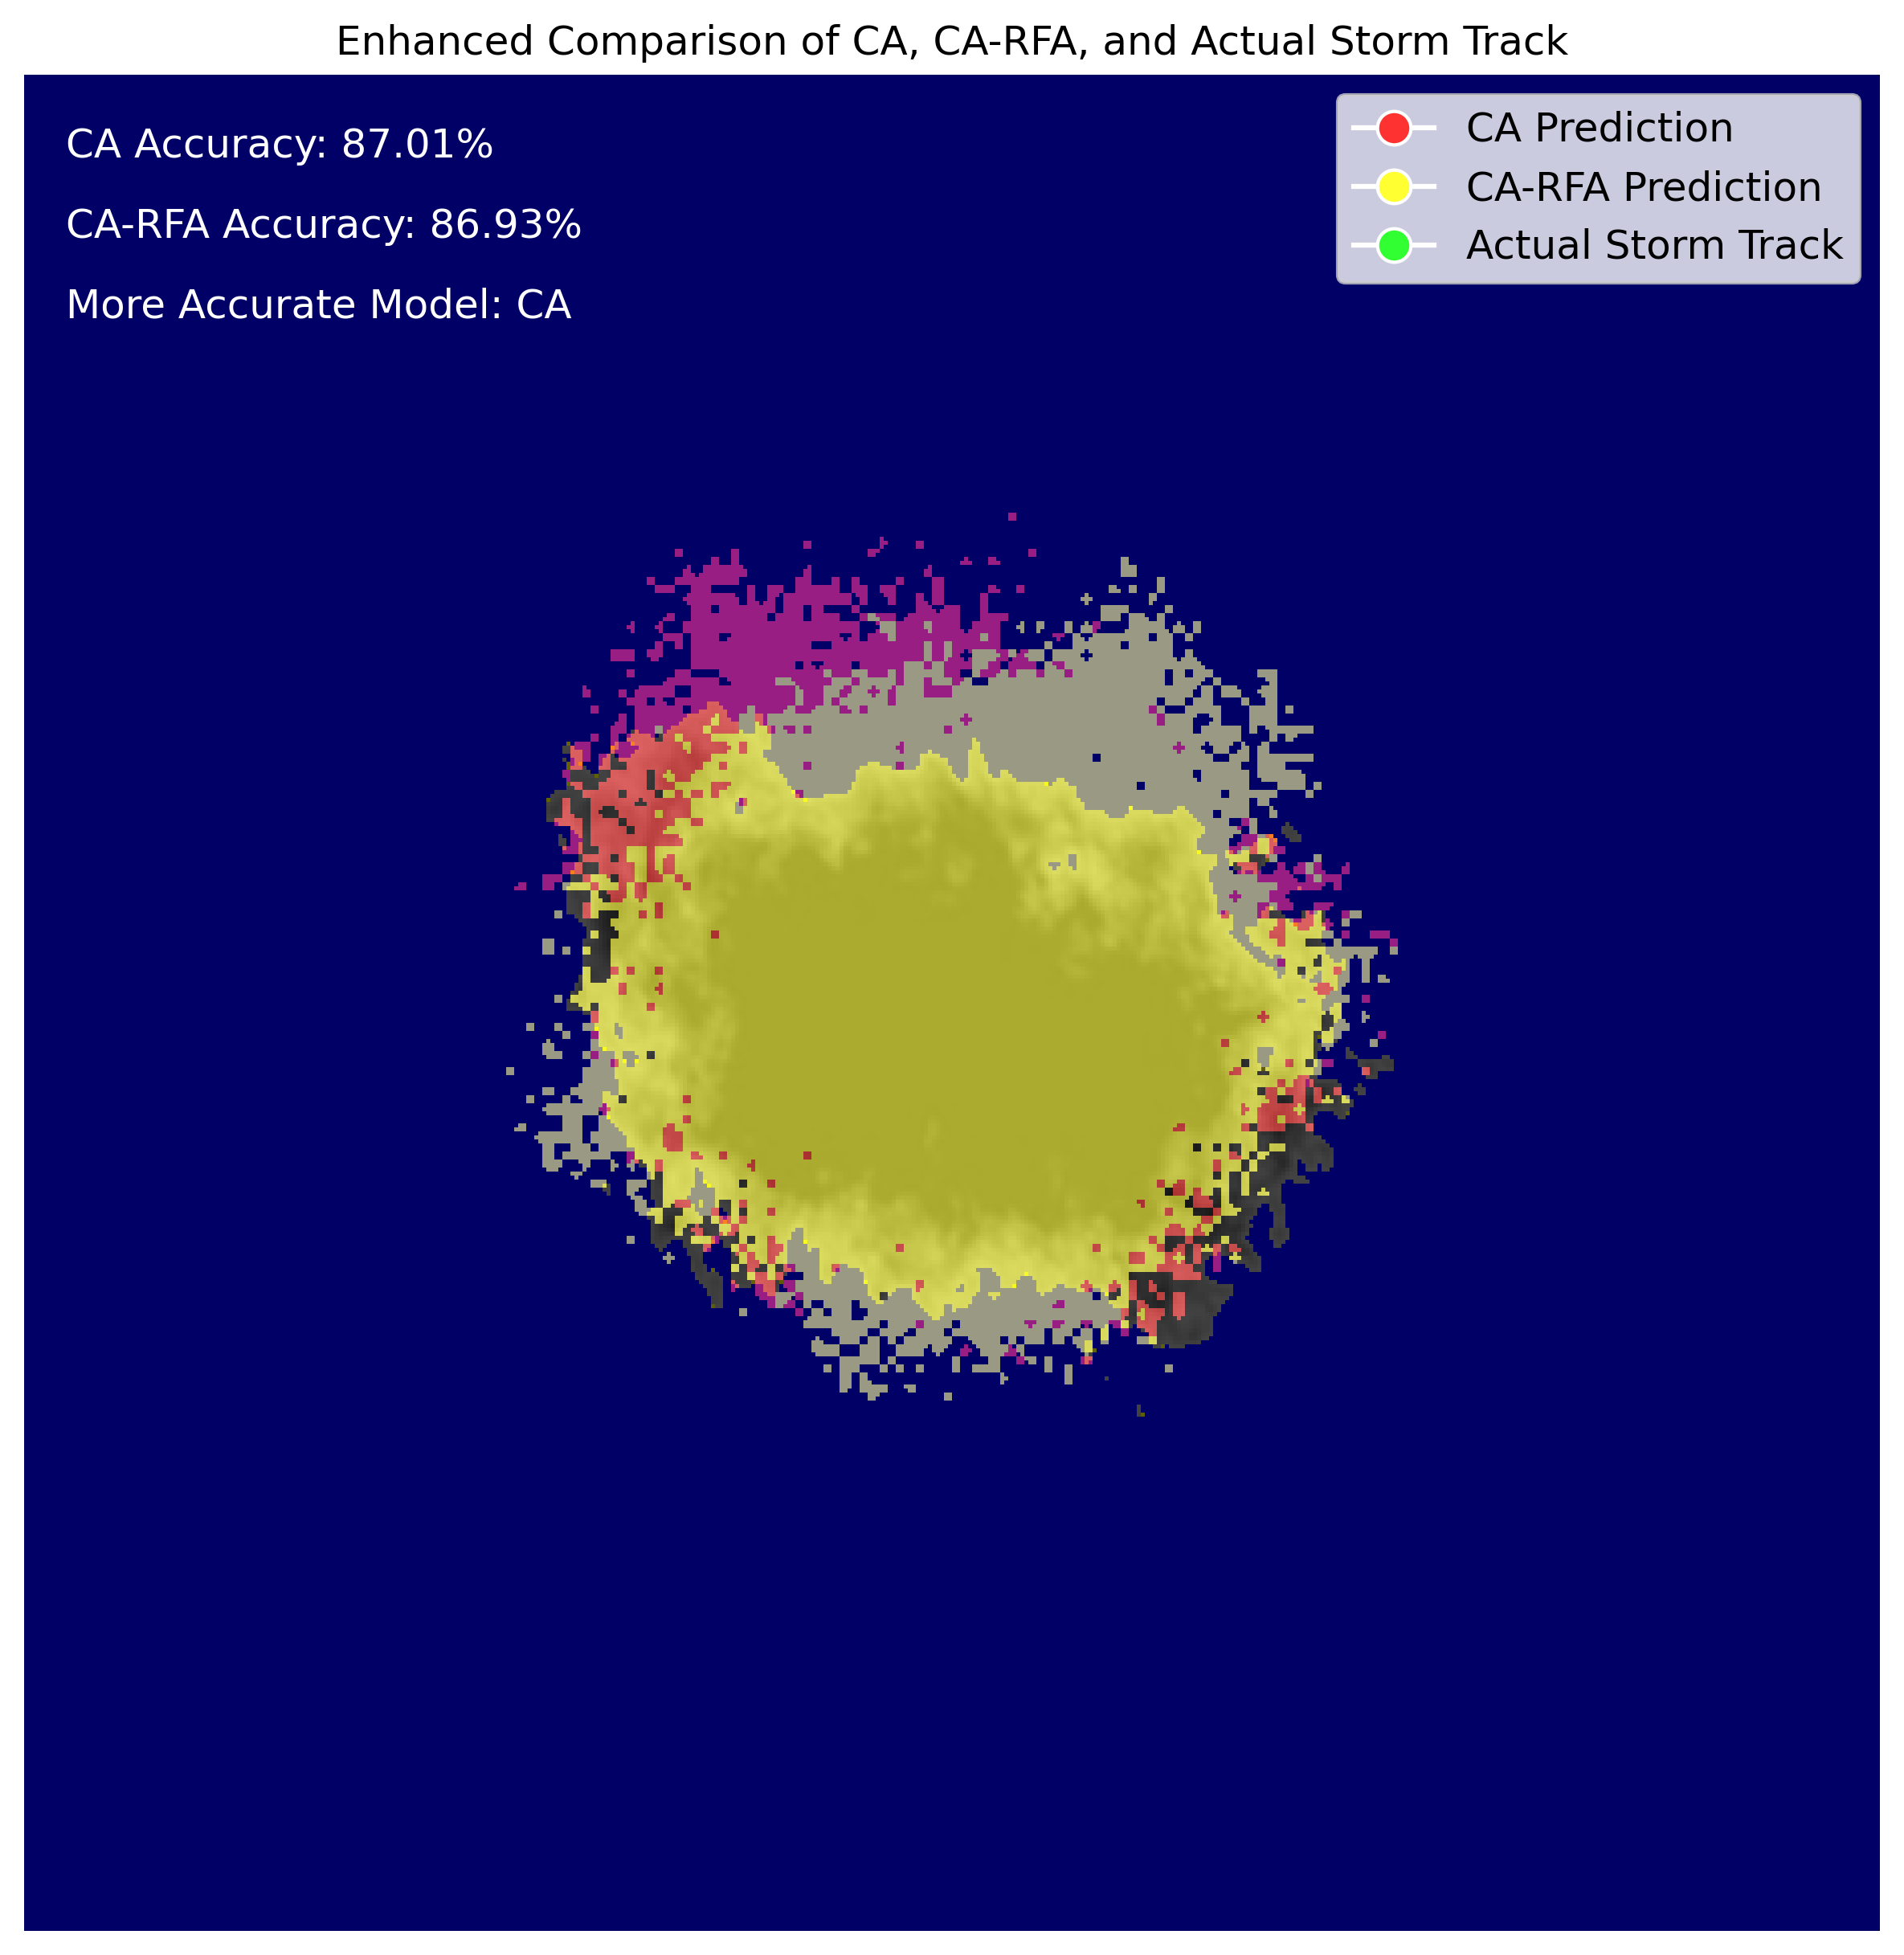 Enhanced Comparison of CA, CA-RFA, and Actual Storm Track
CA Accuracy: 87.01%
CA-RFA Accuracy: 86.93%
More Accurate Model: CA
CA Prediction
CA-RFA Prediction
Actual Storm Track